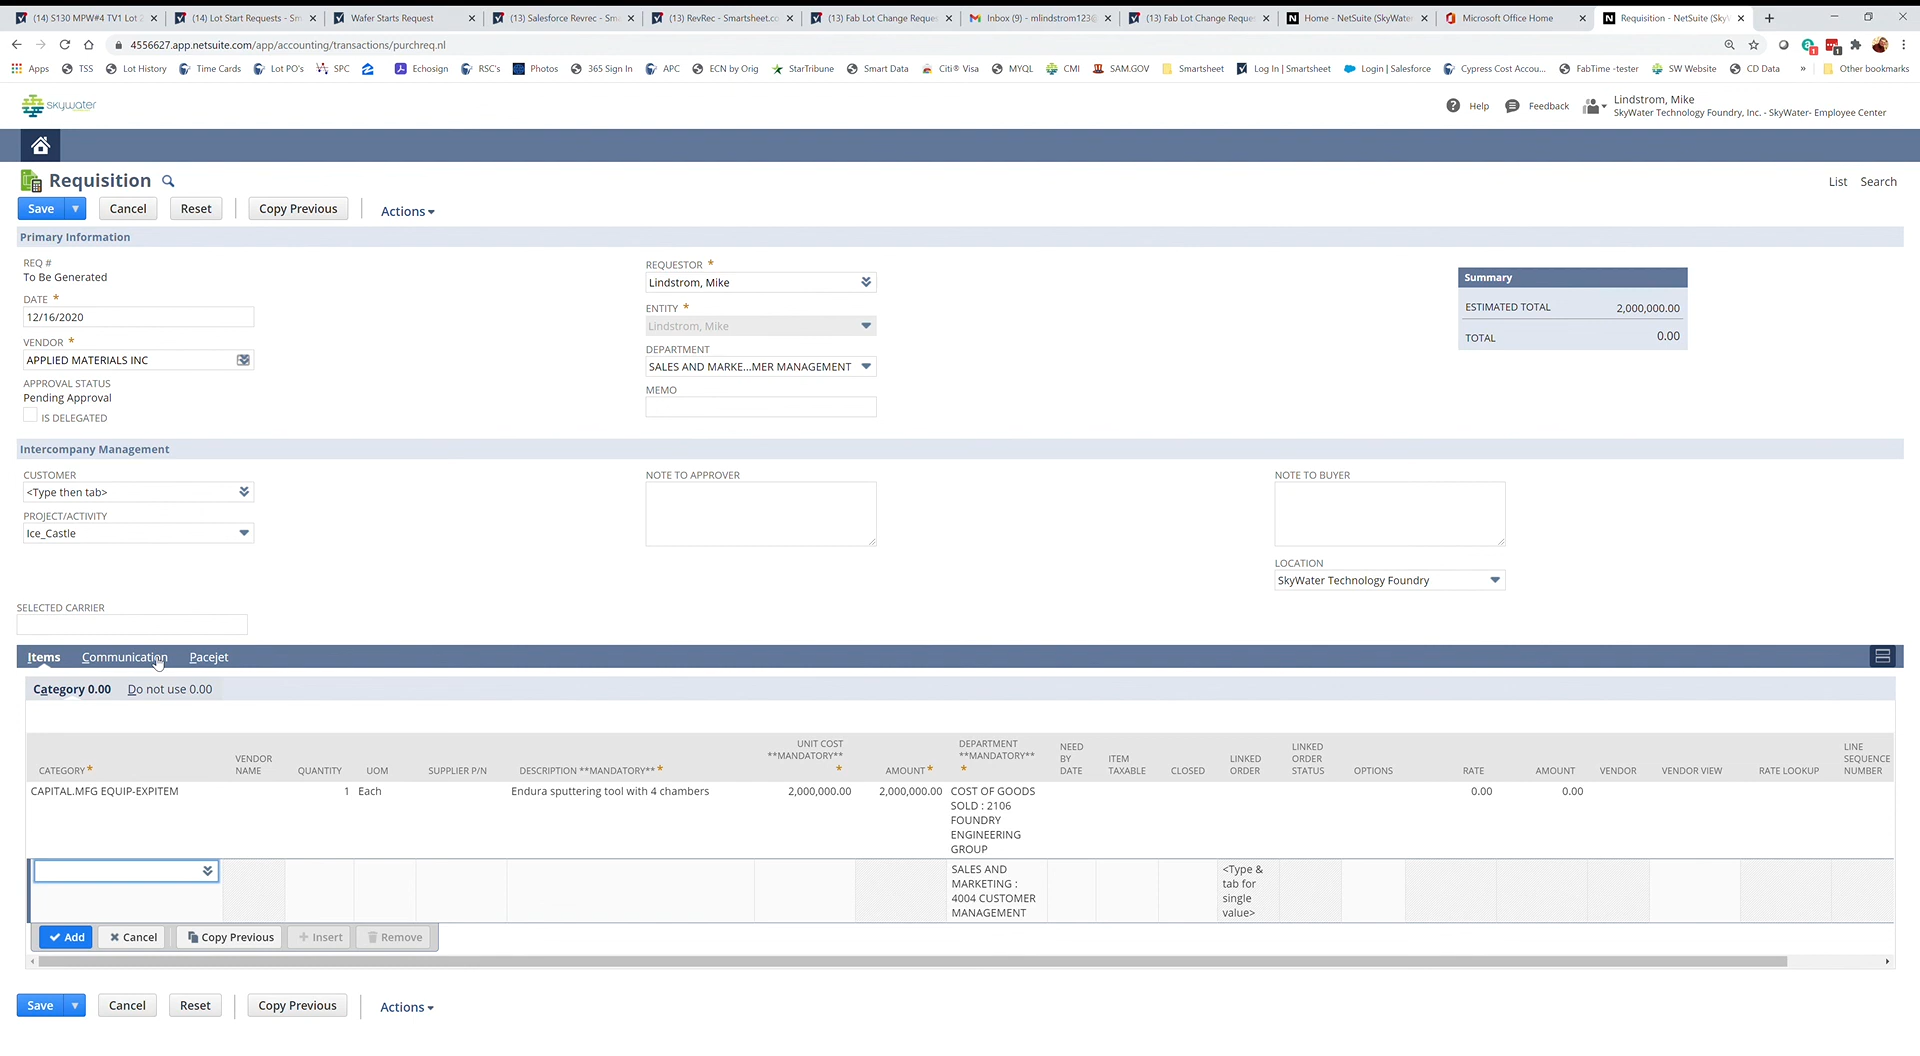 (14) S130 MPW#4 TV1 Lot 2
(14) Lot Start Requests - Sm
Wafer Starts Request
(13) Salesforce Revrec - Sma
(13) RevRec - Smartsheet.co
(13) Fab Lot Change Reque
Inbox (9) - mlindstrom123@
(13) Fab Lot Change Reque
Home - NetSuite (SkyWater
Microsoft Office Home
Requisition - NetSuite (Sky
4556627.app.netsuite.com/app/accounting/transactions/purchreq.nl
Apps TSS Lot History Time Cards Lot PO's SPC Echosign RSC's Photos 365 Sign In APC ECN by Orig StarTribune Smart Data Citi® Visa MYQL CMI SAM.GOV Smartsheet Log In | Smartsheet Login | Salesforce Cypress Cost Accou... FabTime -tester SW Website CD Data » Other bookmarks
skywater
Help Feedback
Lindstrom, Mike
SkyWater Technology Foundry, Inc. - SkyWater- Employee Center
Requisition
List Search
Save Cancel Reset Copy Previous Actions
Primary Information
REQ #
To Be Generated
DATE *
12/16/2020
VENDOR *
APPLIED MATERIALS INC
APPROVAL STATUS
Pending Approval
IS DELEGATED
REQUESTOR *
Lindstrom, Mike
ENTITY *
Lindstrom, Mike
DEPARTMENT
SALES AND MARKE...MER MANAGEMENT
MEMO
Summary
ESTIMATED TOTAL 2,000,000.00
TOTAL 0.00
Intercompany Management
CUSTOMER
<Type then tab>
PROJECT/ACTIVITY
Ice_Castle
NOTE TO APPROVER
NOTE TO BUYER
LOCATION
SkyWater Technology Foundry
SELECTED CARRIER
Items Communication Pacejet
Category 0.00 Do not use 0.00
CATEGORY *
VENDOR
NAME
QUANTITY
UOM
SUPPLIER P/N
DESCRIPTION **MANDATORY** *
UNIT COST
**MANDATORY**
*
AMOUNT *
DEPARTMENT
**MANDATORY**
*
NEED
BY
DATE
ITEM
TAXABLE
CLOSED
LINKED
ORDER
LINKED
ORDER
STATUS
OPTIONS
RATE
AMOUNT
VENDOR
VENDOR VIEW
RATE LOOKUP
LINE
SEQUENCE
NUMBER
CAPITAL.MFG EQUIP-EXPITEM 1 Each Endura sputtering tool with 4 chambers 2,000,000.00 2,000,000.00
COST OF GOODS
SOLD : 2106
FOUNDRY
ENGINEERING
GROUP
0.00 0.00
SALES AND
MARKETING :
4004 CUSTOMER
MANAGEMENT
<Type &
tab for
single
value>
Add Cancel Copy Previous Insert Remove
Save Cancel Reset Copy Previous Actions